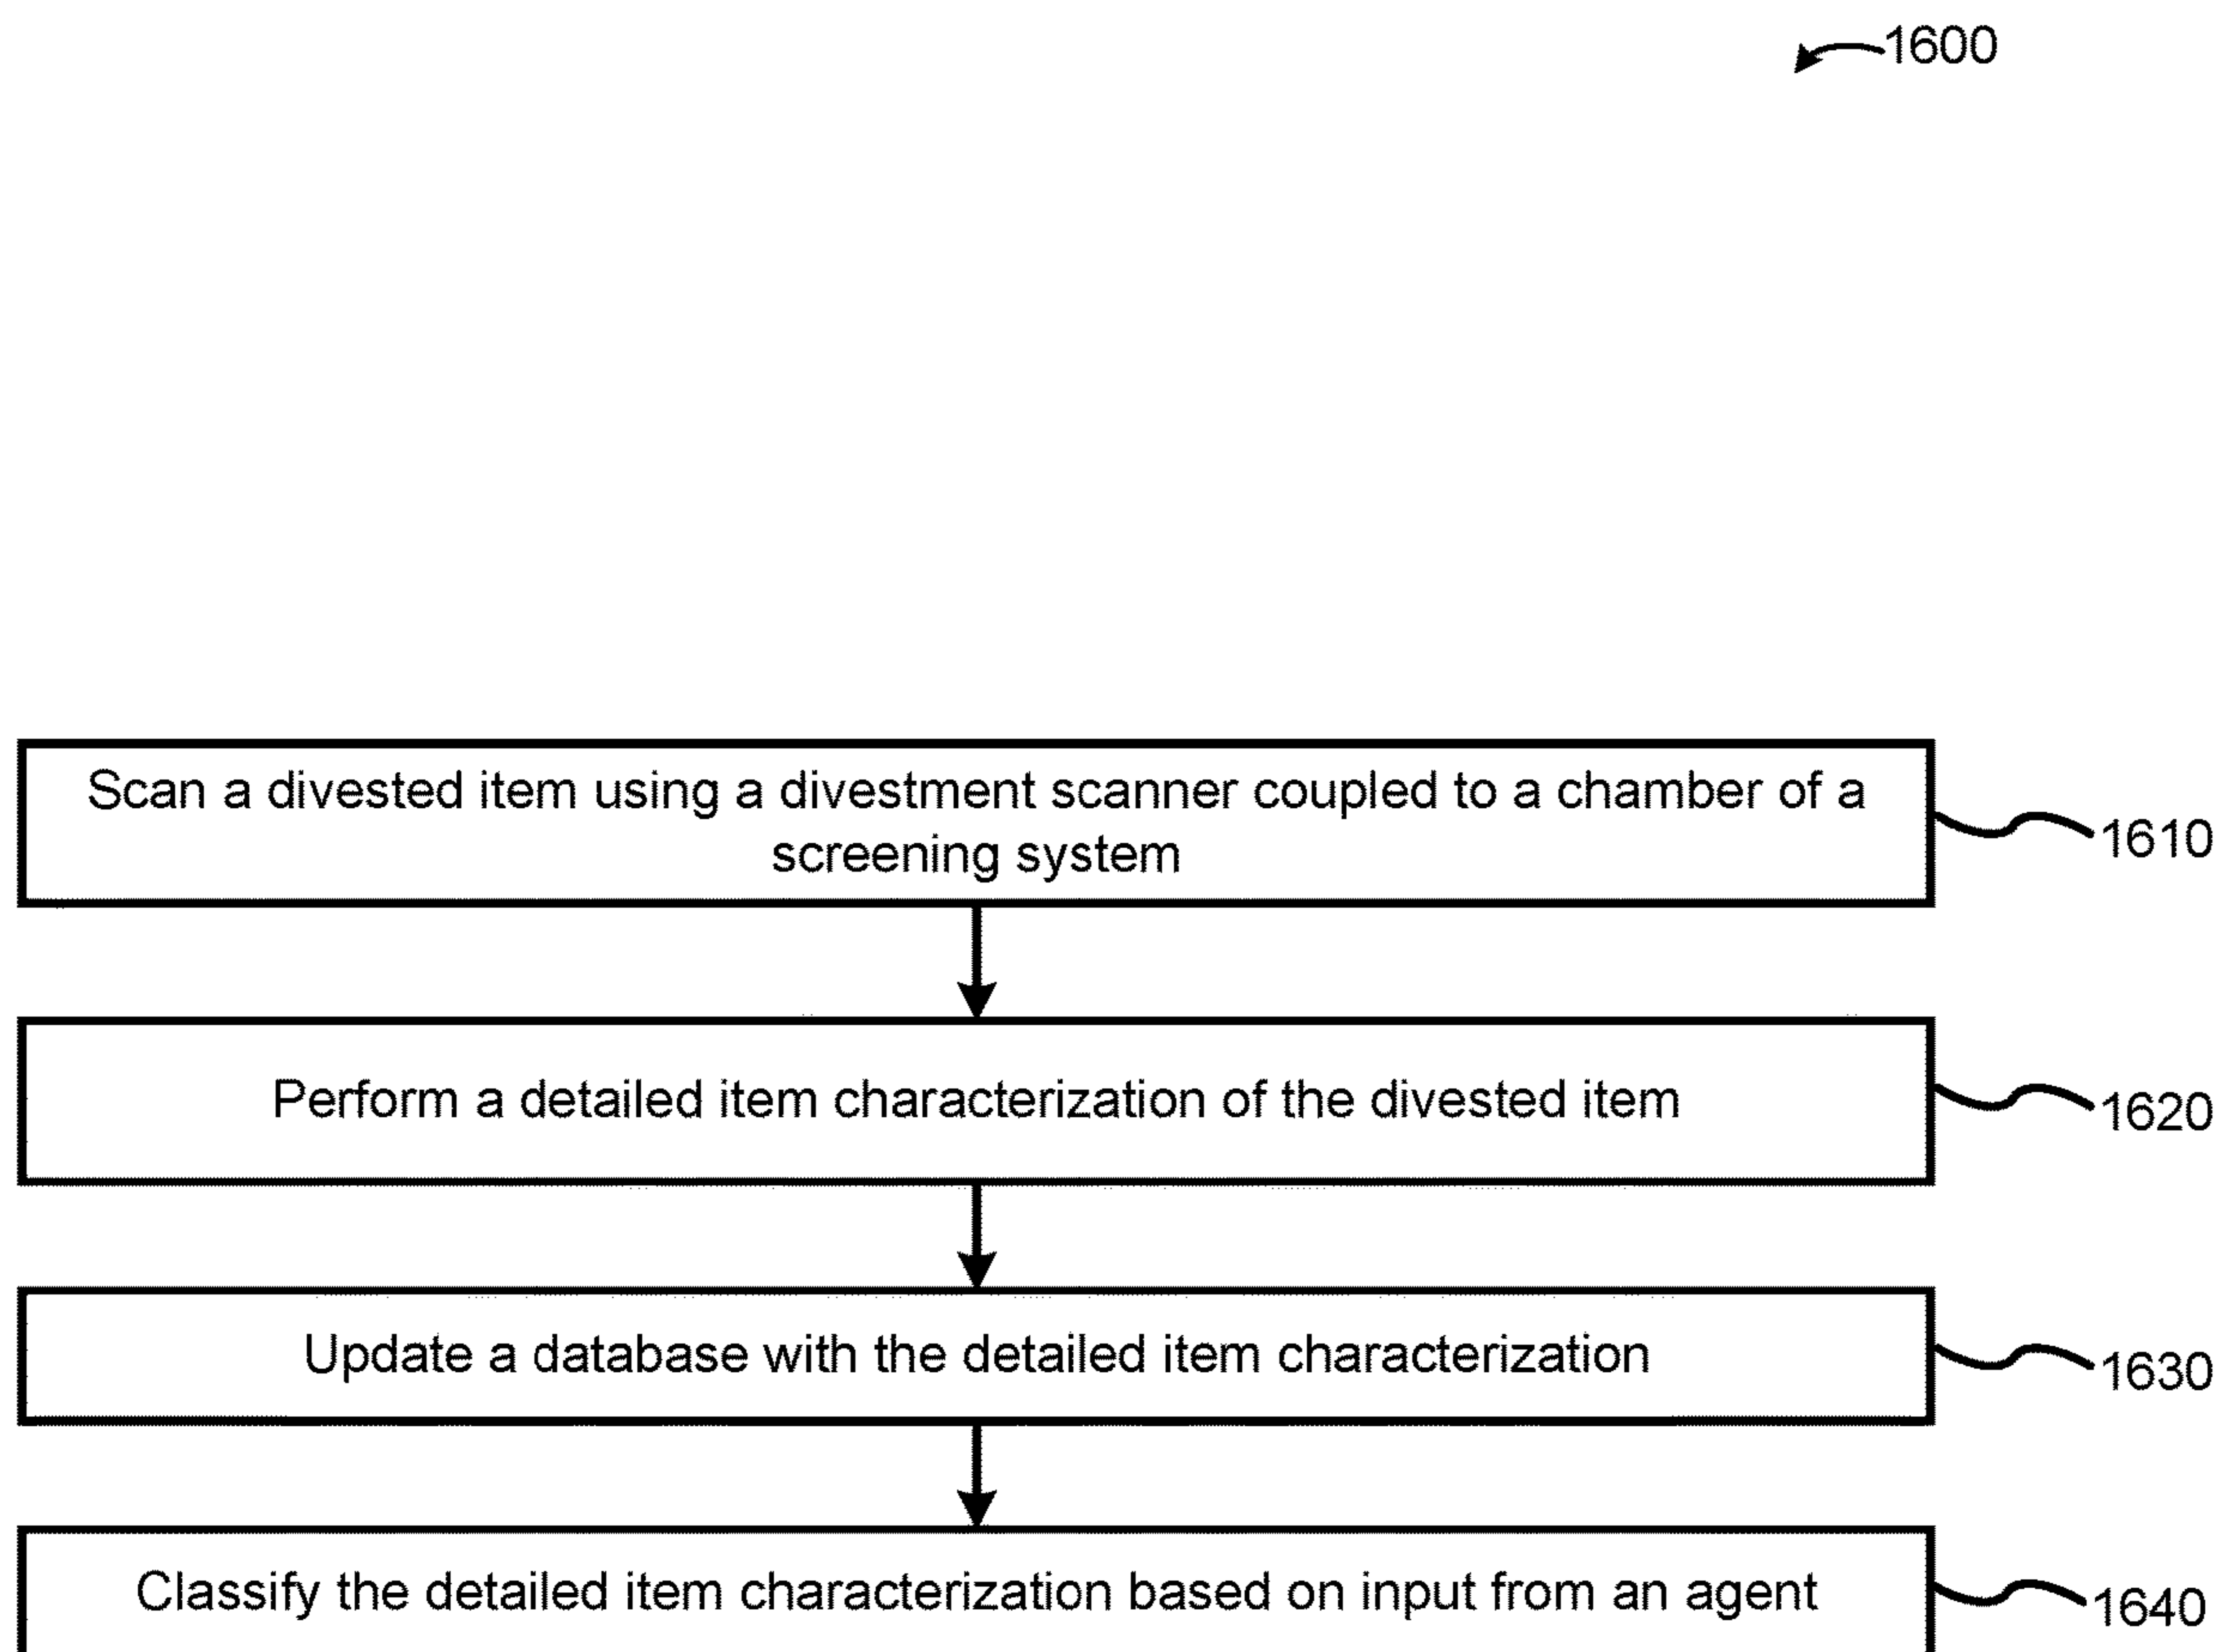 1600
Scan a divested item using a divestment scanner coupled to a chamber of a
screening system
1610
Perform a detailed item characterization of the divested item
1620
Update a database with the detailed item characterization
1630
Classify the detailed item characterization based on input from an agent
1640